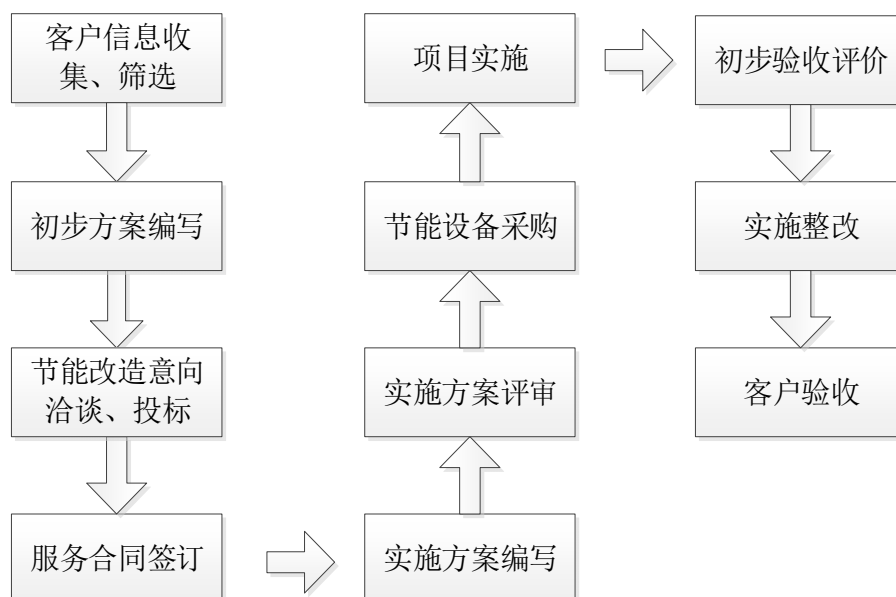 客户信息收
集、筛选
初步方案编写
节能改造意向
洽谈、投标
服务合同签订
实施方案编写
实施方案评审
节能设备采购
项目实施
初步验收评价
实施整改
客户验收